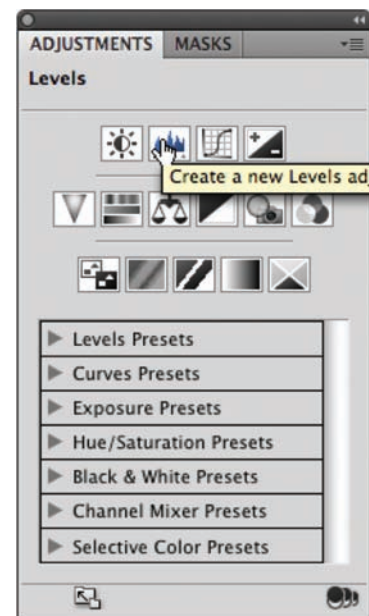 ADJUSTMENTS MASKS
Levels
Create a new Levels adj
Levels Presets
Curves Presets
Exposure Presets
Hue/Saturation Presets
Black & White Presets
Channel Mixer Presets
Selective Color Presets